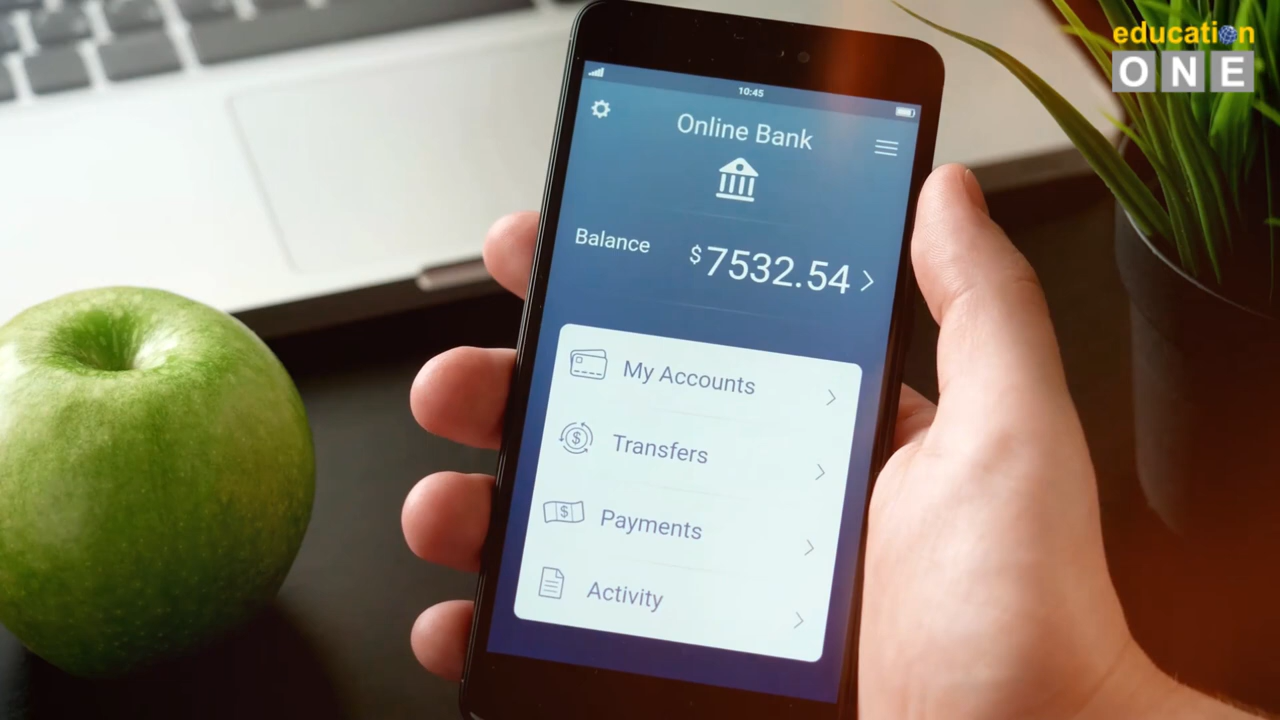 education
ONE
10:45
Online Bank
Balance $7532.54
My Accounts
Transfers
Payments
Activity